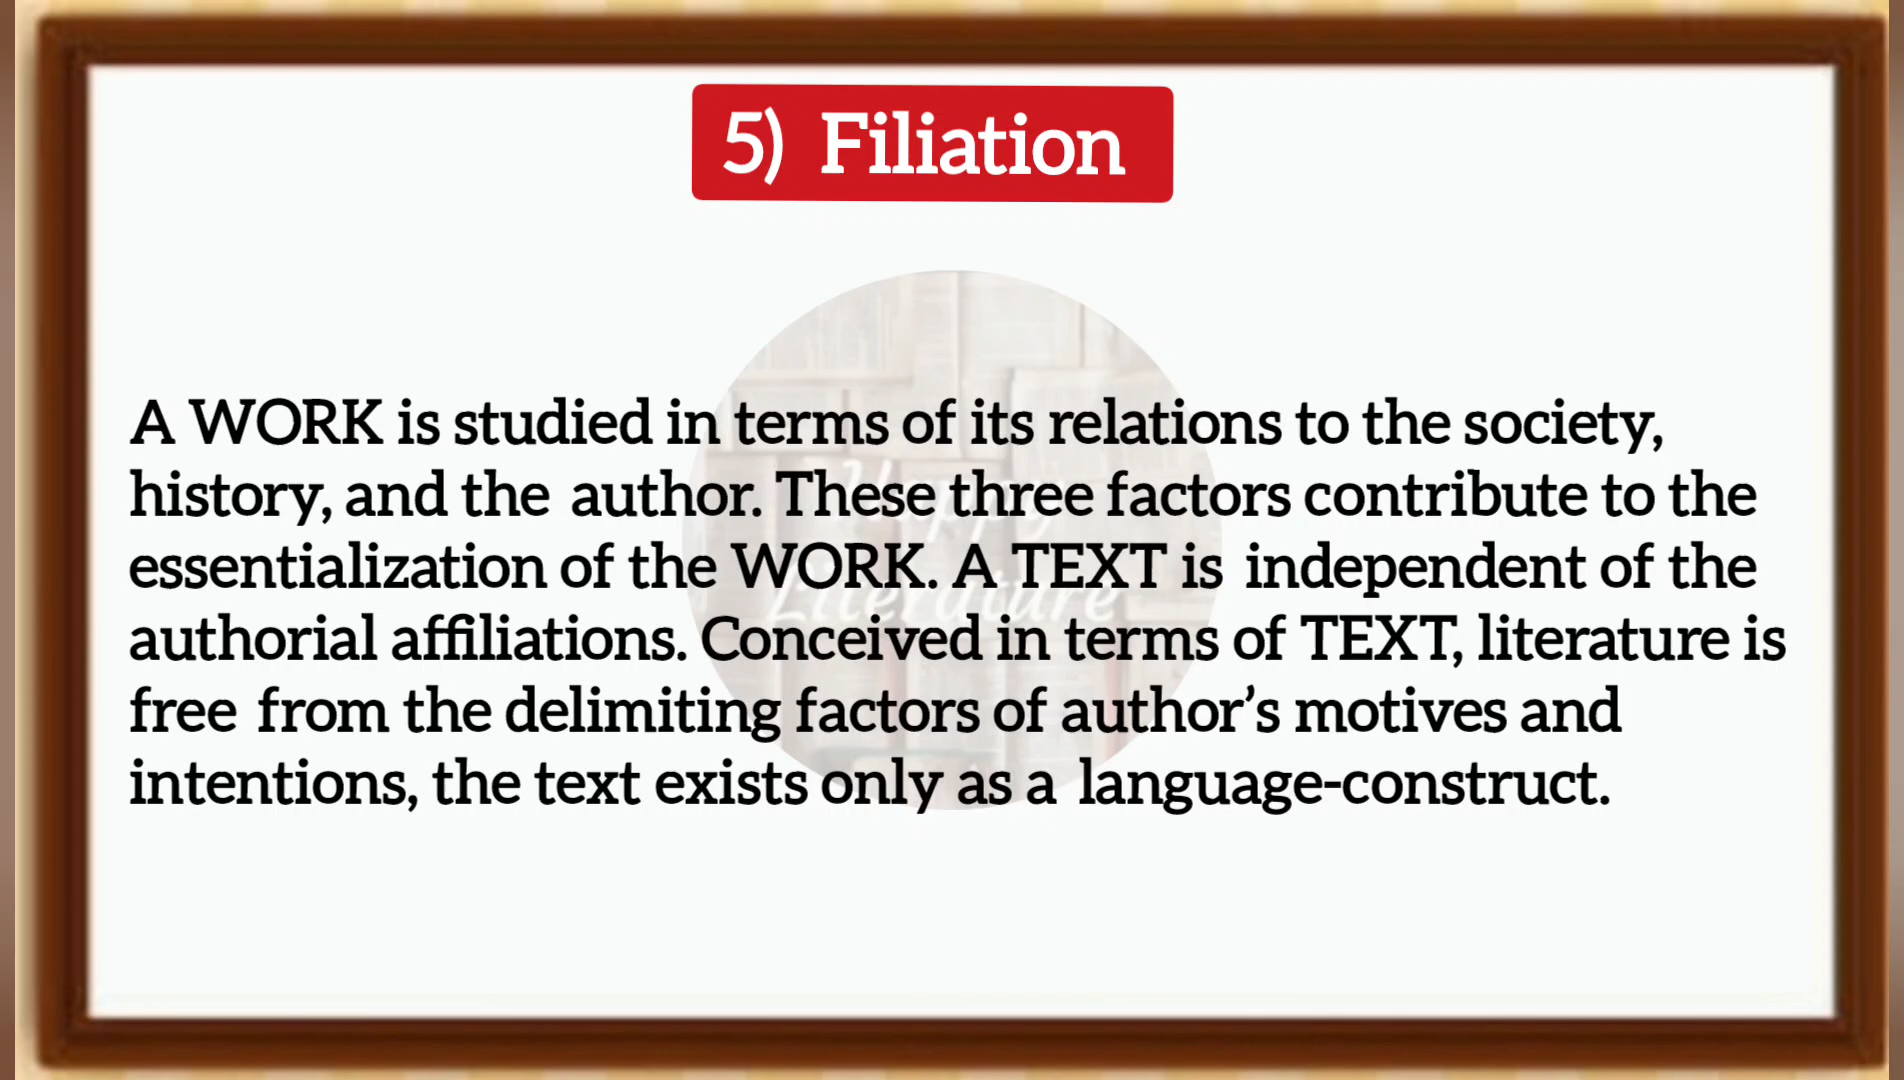 5) Filiation
A WORK is studied in terms of its relations to the society,
history, and the author. These three factors contribute to the
essentialization of the WORK. A TEXT is independent of the
authorial affiliations. Conceived in terms of TEXT, literature is
free from the delimiting factors of author's motives and
intentions, the text exists only as a language-construct.
Happy
Literature